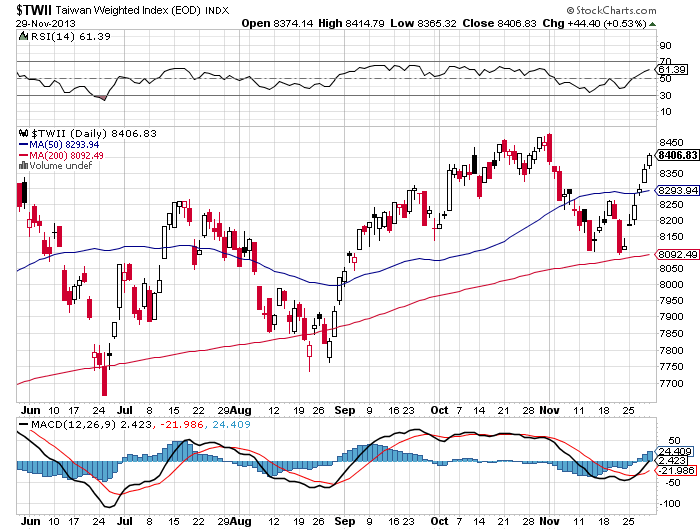 $TWII Taiwan Weighted Index (EOD) INDX
© StockCharts.com
29-Nov-2013
Open 8374.14 High 8414.79 Low 8365.32 Close 8406.83 Chg +44.40 (+0.53%)
RSI(14) 61.39
90
70
61.39
50
30
10
$TWII (Daily) 8406.83
MA(50) 8293.94
MA(200) 8092.49
Volume undef
8450
8406.83
8350
8293.94
8250
8200
8150
8092.49
8050
8000
7950
7900
7850
7800
7750
7700
Jun 10 17 24 Jul 8 15 22 29 Aug 12 19 26 Sep 9 16 23 Oct 7 14 21 28 Nov 11 18 25
MACD(12,26,9) 2.423, -21.986, 24.409
50
24.409
2.423
-21.986
-50
-100
Jun 10 17 24 Jul 8 15 22 29 Aug 12 19 26 Sep 9 16 23 Oct 7 14 21 28 Nov 11 18 25